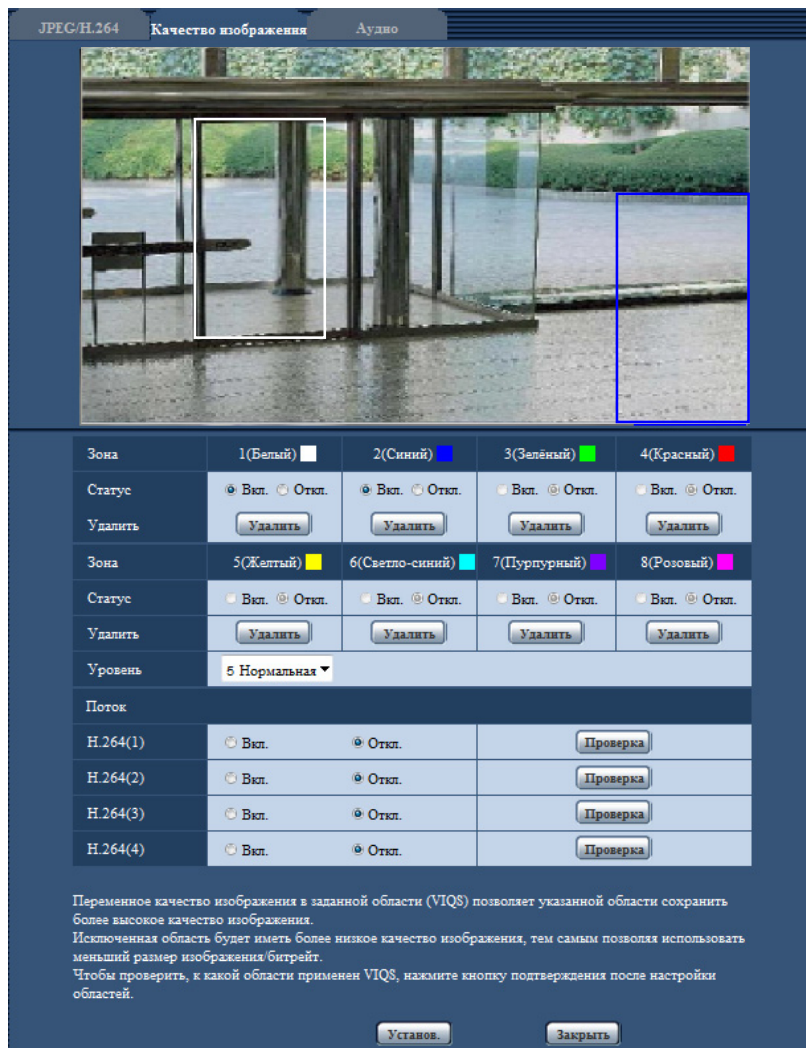 JPEG/H.264 Качество изображения Аудио
Зона 1(Белый) 2(Синий) 3(Зелёный) 4(Красный)
Статус Вкл. Откл. Вкл. Откл. Вкл. Откл. Вкл. Откл.
Удалить Удалить Удалить Удалить Удалить
Зона 5(Желтый) 6(Светло-синий) 7(Пурпурный) 8(Розовый)
Статус Вкл. Откл. Вкл. Откл. Вкл. Откл. Вкл. Откл.
Удалить Удалить Удалить Удалить Удалить
Уровень 5 Нормальная
Поток
H.264(1) Вкл. Откл. Проверка
H.264(2) Вкл. Откл. Проверка
H.264(3) Вкл. Откл. Проверка
H.264(4) Вкл. Откл. Проверка
Переменное качество изображения в заданной области (VIQS) позволяет указанной области сохранить
более высокое качество изображения.
Исключенная область будет иметь более низкое качество изображения, тем самым позволяя использовать
меньший размер изображения/битрейт.
Чтобы проверить, к какой области применен VIQS, нажмите кнопку подтверждения после настройки
областей.
Установ. Закрыть